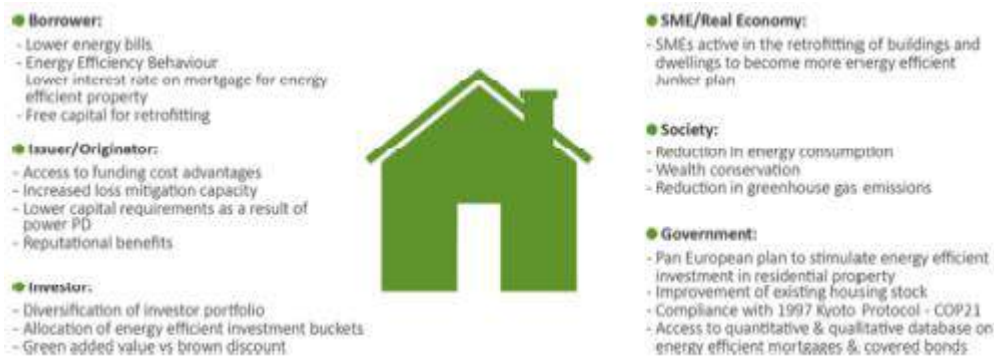 Borrower:
- Lower energy bills
- Energy Efficiency Behaviour
Lower interest rate on mortgage for energy
efficient property
- Free capital for retrofitting
Issuer/Originator:
- Access to funding cost advantages
- Increased loss mitigation capacity
- Lower capital requirements as a result of
power PD
- Reputational benefits
Investor:
- Diversification of investor portfolio
- Allocation of energy efficient investment buckets
- Green added value vs brown discount
SME/Real Economy:
- SMEs active in the retrofitting of buildings and
dwellings to become more energy efficient
Junker plan
Society:
- Reduction in energy consumption
- Wealth conservation
- Reduction in greenhouse gas emissions
Government:
- Pan European plan to stimulate energy efficient
investment in residential property
- Improvement of existing housing stock
- Compliance with 1997 Kyoto Protocol - COP21
- Access to quantitative & qualitative database on
energy efficient mortgages & covered bonds